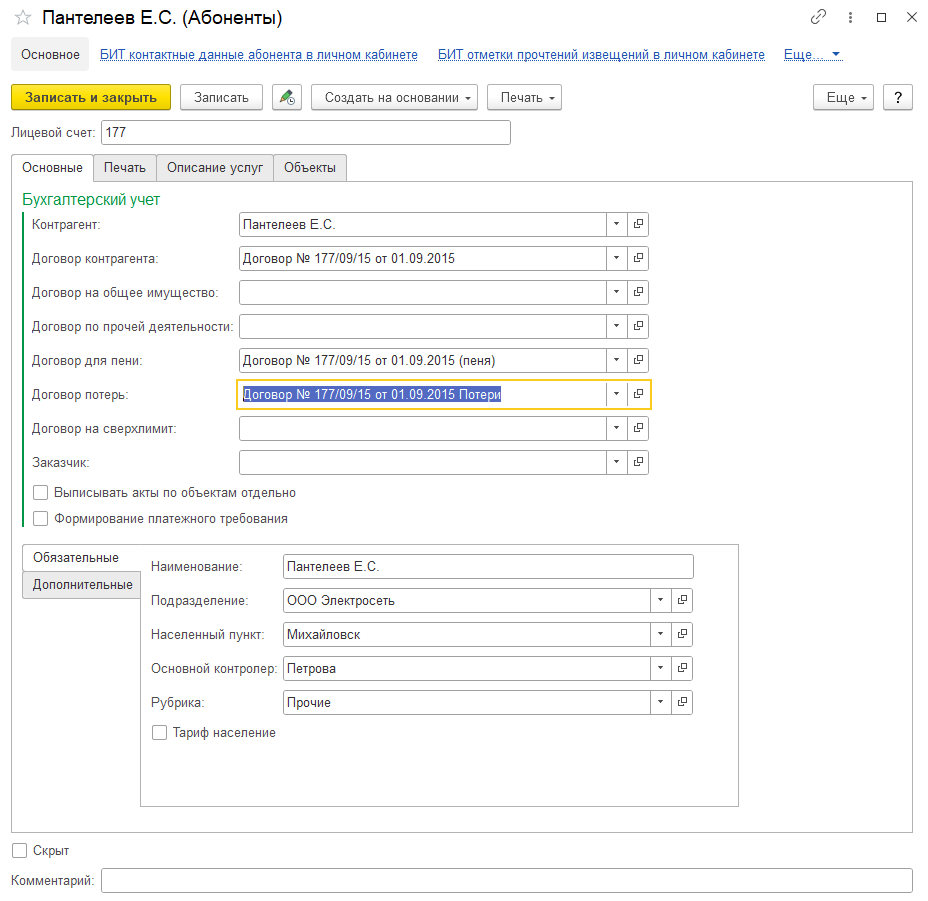 Пантелеев Е.С. (Абоненты)
Основное БИТ контактные данные абонента в личном кабинете БИТ отметки прочтений извещений в личном кабинете Еще...
Записать и закрыть Записать Создать на основании Печать Еще ?
Лицевой счет: 177
Основные Печать Описание услуг Объекты
Бухгалтерский учет
Контрагент: Пантелеев Е.С.
Договор контрагента: Договор № 177/09/15 от 01.09.2015
Договор на общее имущество:
Договор по прочей деятельности:
Договор для пени: Договор № 177/09/15 от 01.09.2015 (пеня)
Договор потерь: Договор № 177/09/15 от 01.09.2015 Потери
Договор на сверхлимит:
Заказчик:
Выписывать акты по объектам отдельно
Формирование платежного требования
Обязательные
Дополнительные
Наименование: Пантелеев Е.С.
Подразделение: ООО Электросеть
Населенный пункт: Михайловск
Основной контролер: Петрова
Рубрика: Прочие
Тариф население
Скрыт
Комментарий: